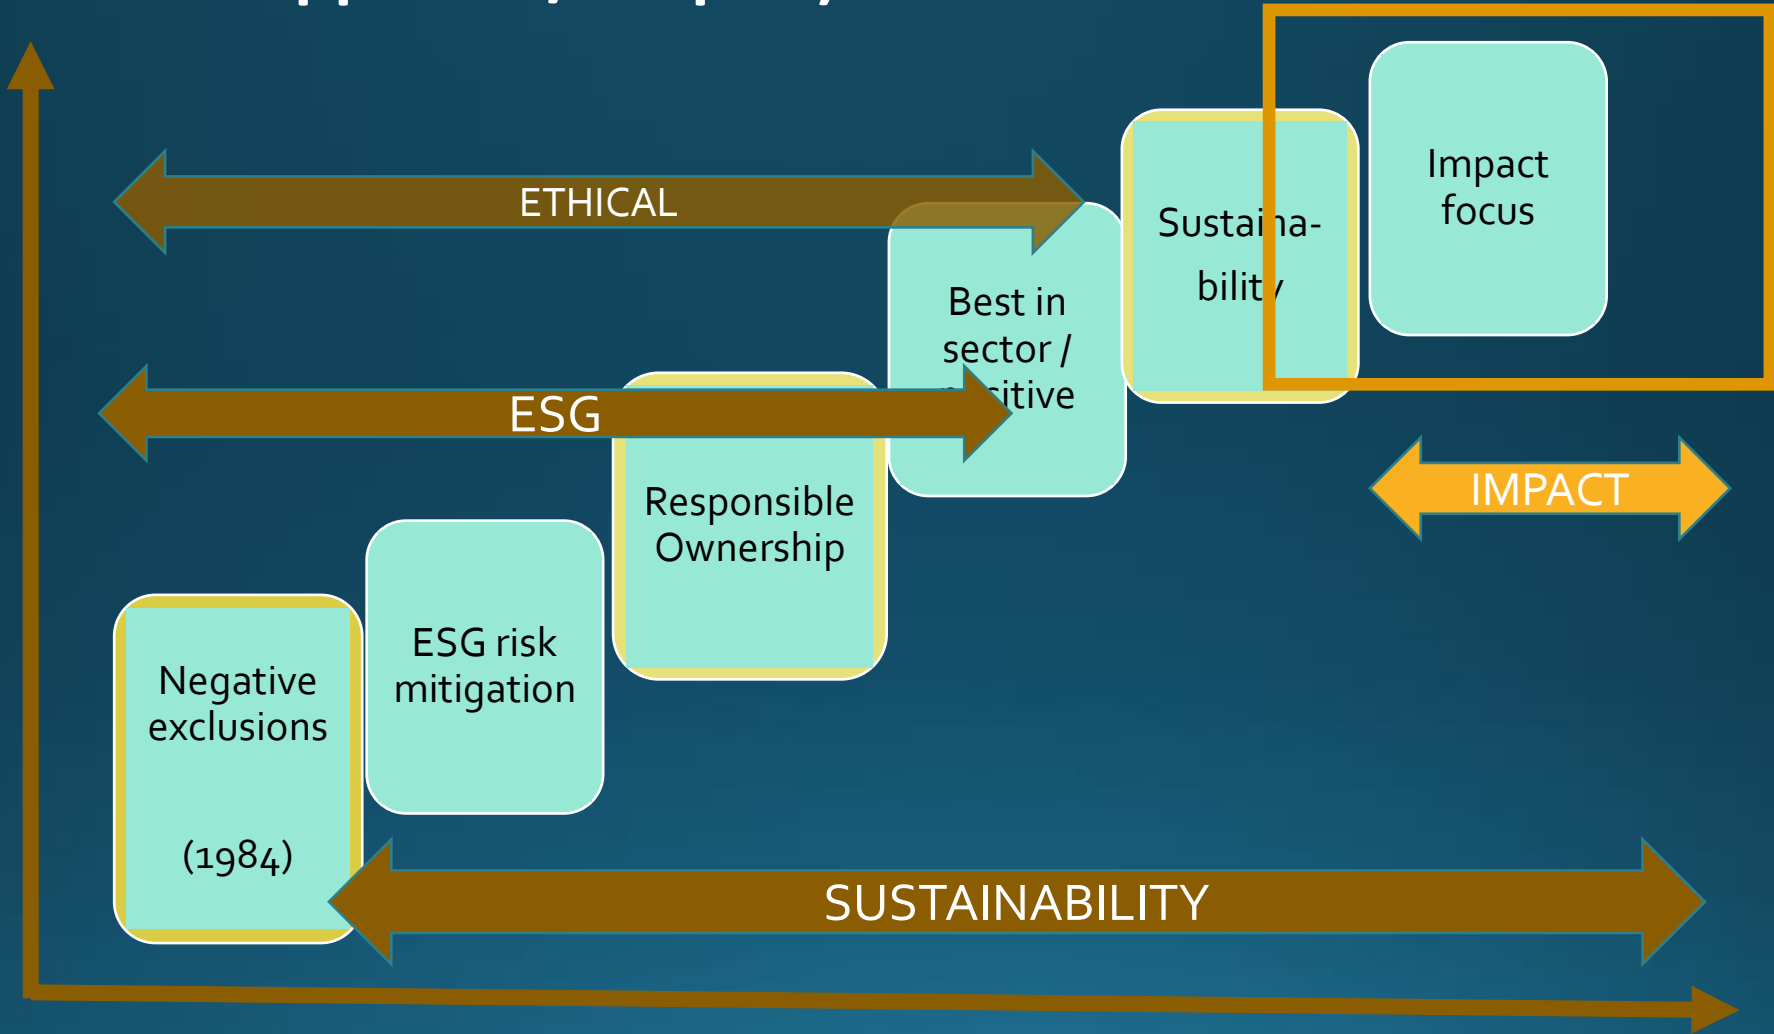 ETHICAL
ESG
SUSTAINABILITY
IMPACT
Negative
exclusions
(1984)
ESG risk
mitigation
Responsible
Ownership
Best in
sector /
positive
Sustaina-
bility
Impact
focus